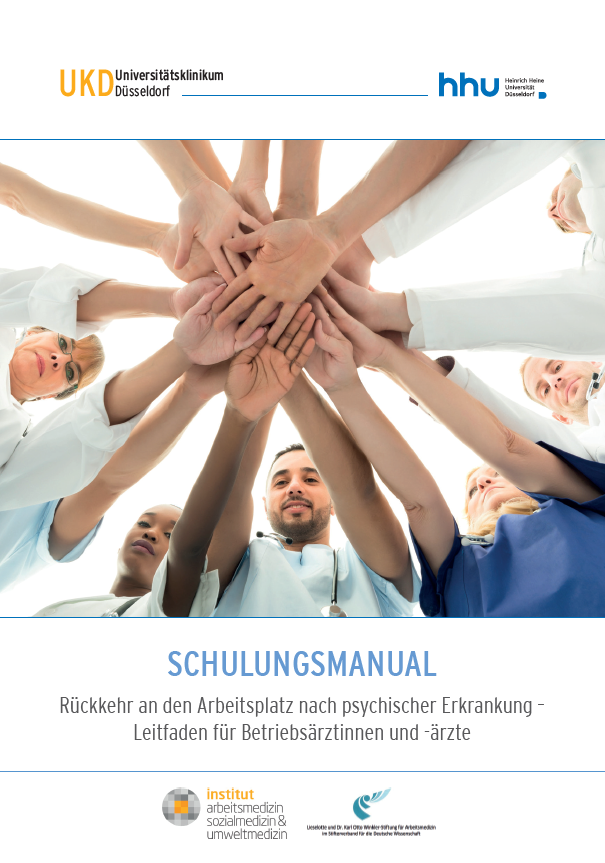 UKD Universitätsklinikum
Düsseldorf
hhu Heinrich Heine
Universität
Düsseldorf
SCHULUNGSMANUAL
Rückkehr an den Arbeitsplatz nach psychischer Erkrankung –
Leitfaden für Betriebsärztinnen und -ärzte
institut
arbeitsmedizin
sozialmedizin &
umweltmedizin
Lieselotte und Dr. Karl Otto Winkler-Stiftung für Arbeitsmedizin
im Stifterverband für die Deutsche Wissenschaft